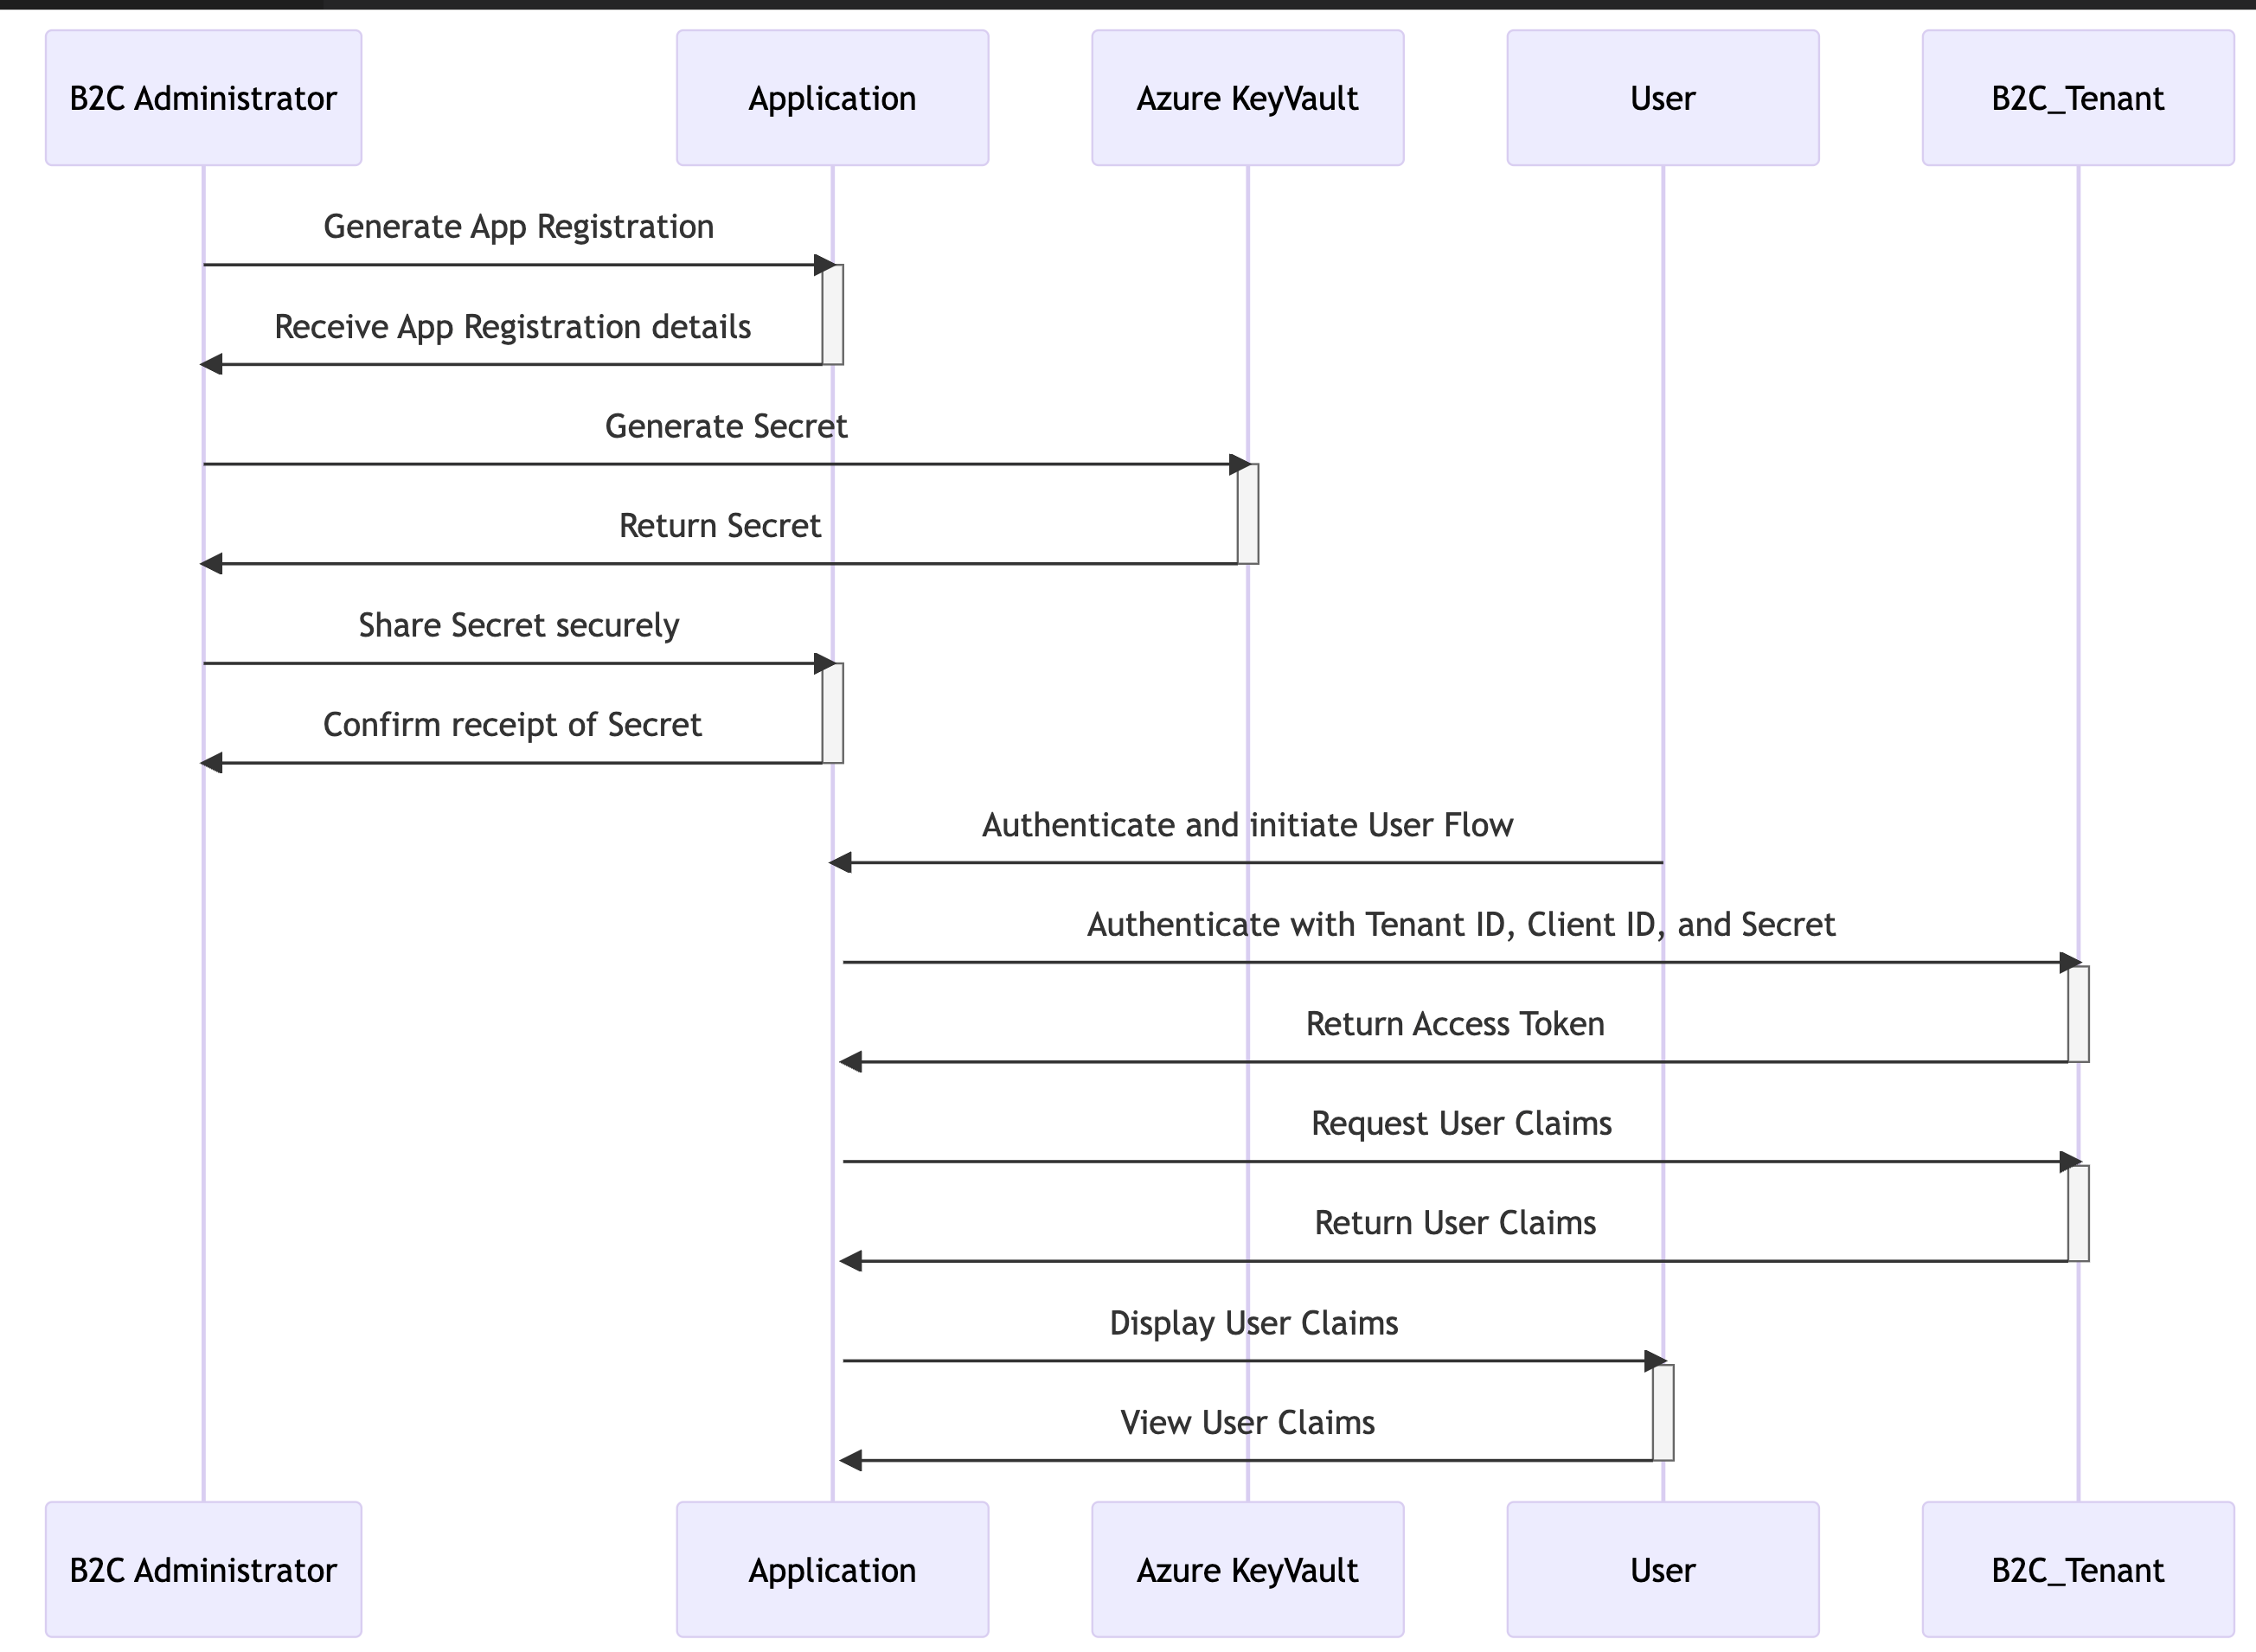 B2C Administrator
Application
Azure KeyVault
User
B2C_Tenant
Generate App Registration
Receive App Registration details
Generate Secret
Return Secret
Share Secret securely
Confirm receipt of Secret
Authenticate and initiate User Flow
Authenticate with Tenant ID, Client ID, and Secret
Return Access Token
Request User Claims
Return User Claims
Display User Claims
View User Claims
B2C Administrator
Application
Azure KeyVault
User
B2C_Tenant